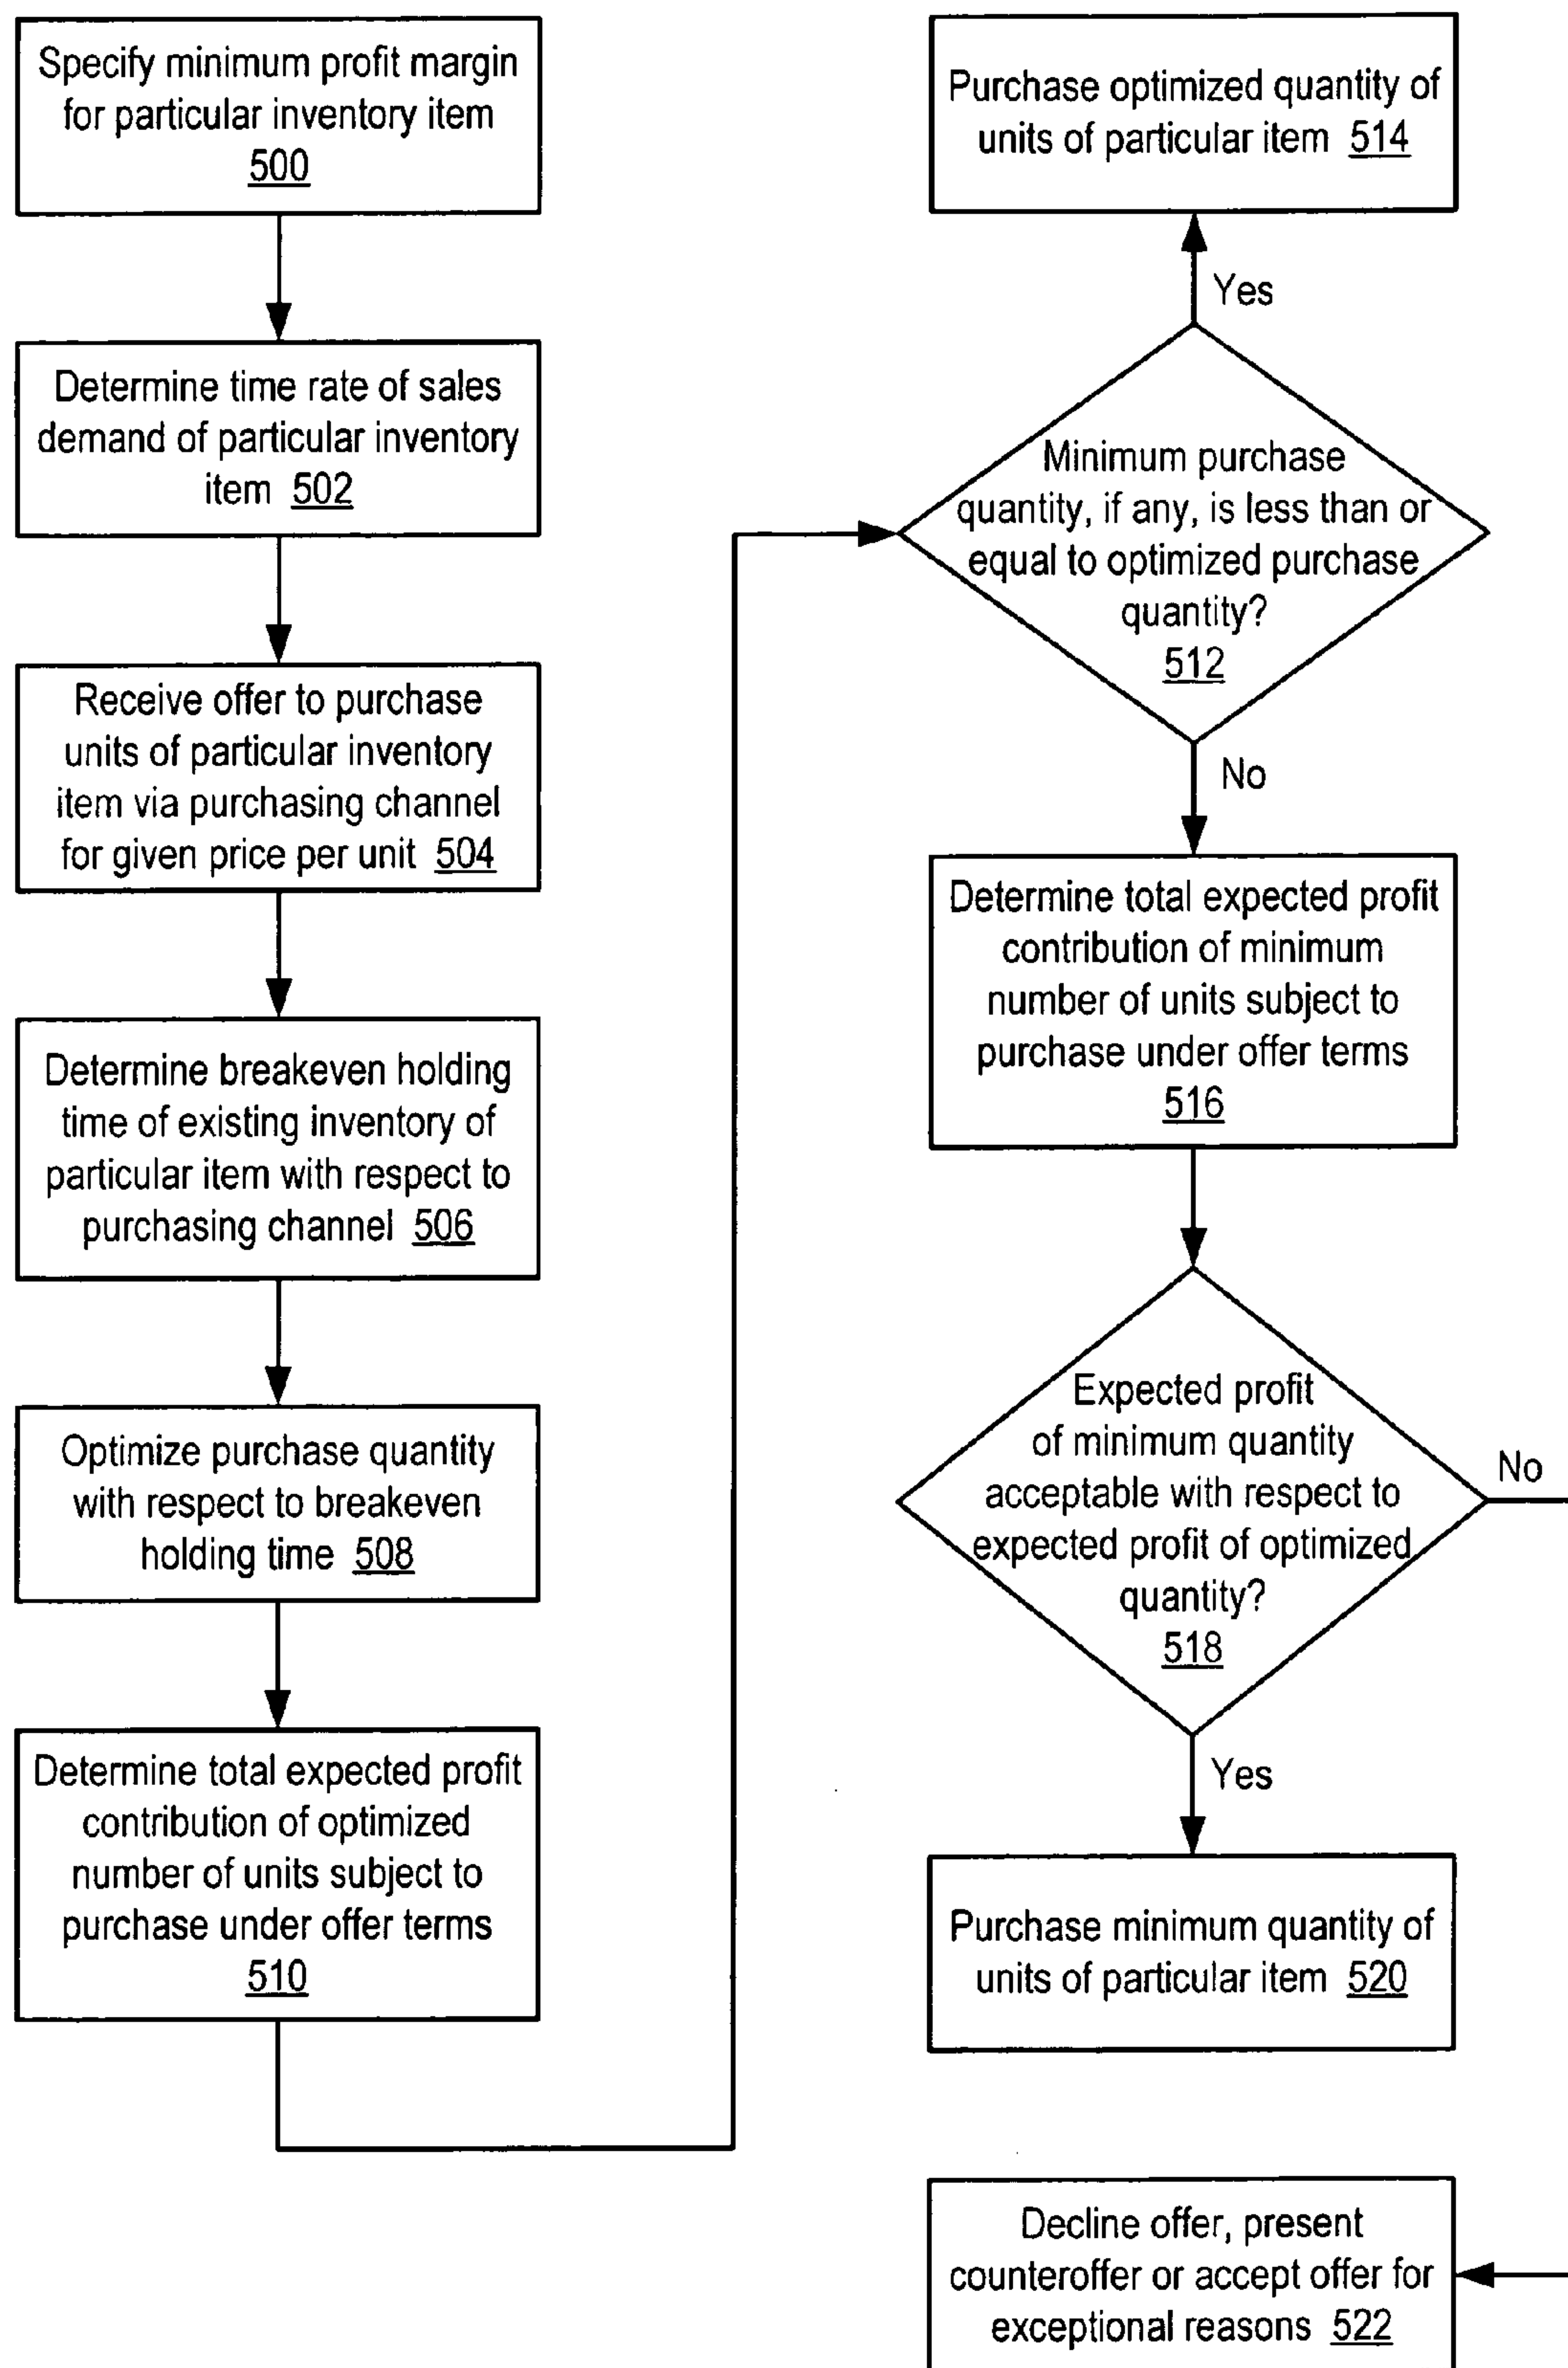 Specify minimum profit margin
for particular inventory item
500
Determine time rate of sales
demand of particular inventory
item 502
Receive offer to purchase
units of particular inventory
item via purchasing channel
for given price per unit 504
Determine breakeven holding
time of existing inventory of
particular item with respect to
purchasing channel 506
Optimize purchase quantity
with respect to breakeven
holding time 508
Determine total expected profit
contribution of optimized
number of units subject to
purchase under offer terms
510
Purchase optimized quantity of
units of particular item 514
Yes
Minimum purchase
quantity, if any, is less than or
equal to optimized purchase
quantity?
512
No
Determine total expected profit
contribution of minimum
number of units subject to
purchase under offer terms
516
Expected profit
of minimum quantity
acceptable with respect to
expected profit of optimized
quantity?
518
No
Yes
Purchase minimum quantity of
units of particular item 520
Decline offer, present
counteroffer or accept offer for
exceptional reasons 522